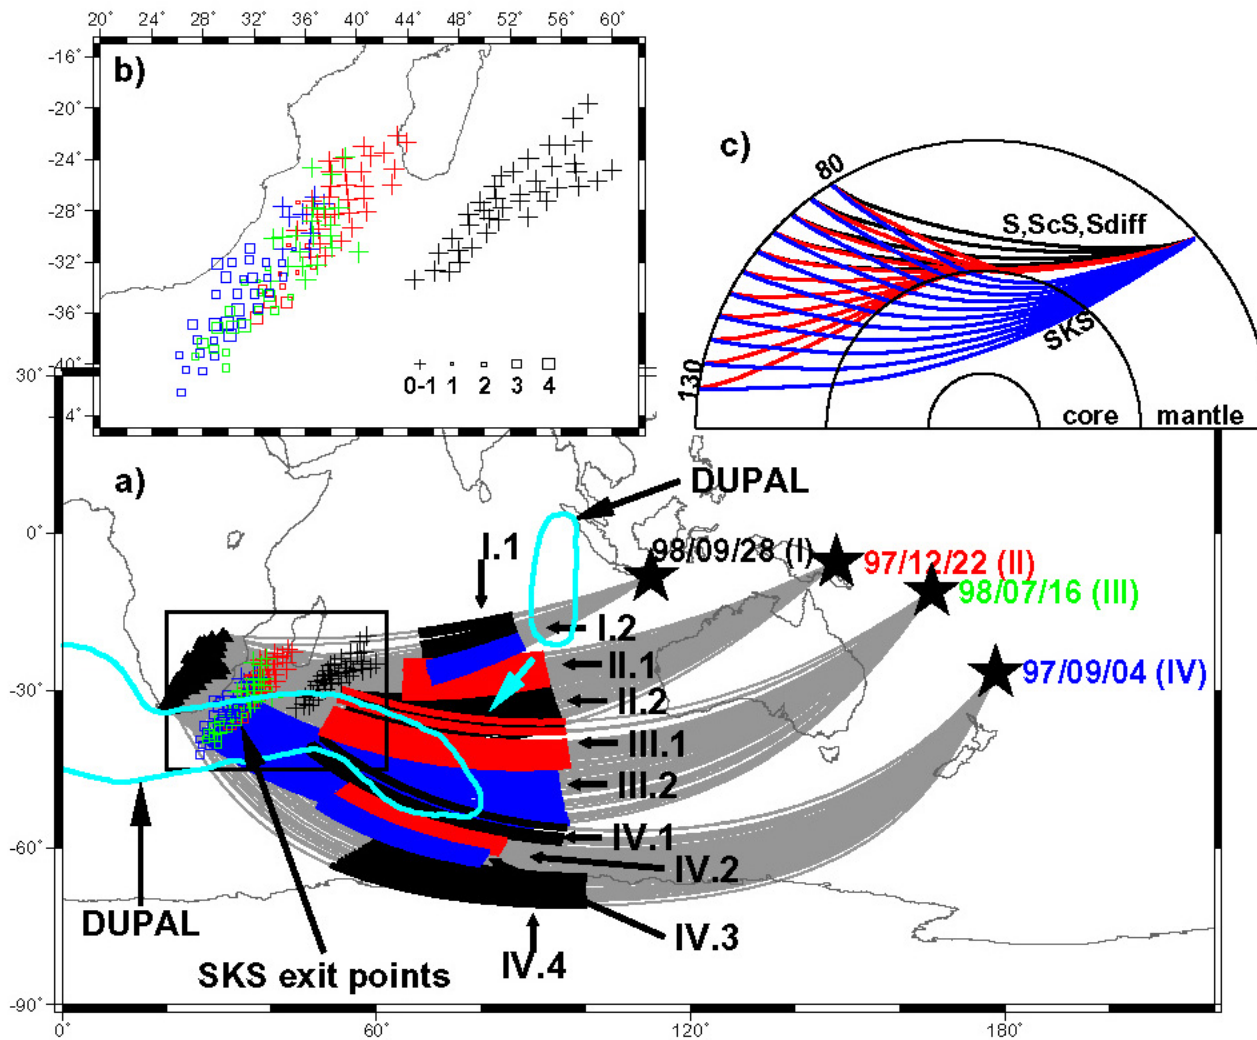 20˚ 24˚ 28˚ 32˚ 36˚ 40˚ 44˚ 48˚ 52˚ 56˚ 60˚
b)
-16˚
-20˚
-24˚
-28˚
-32˚
-36˚
-40˚
0-1 1 2 3 4
c)
80
S,ScS,Sdiff
SKS
130
core mantle
30˚
4˚
a)
DUPAL
0˚
I.1
98/09/28 (I)
97/12/22 (II)
98/07/16 (III)
I.2
II.1
97/09/04 (IV)
-30˚
II.2
III.1
III.2
IV.1
-60˚
IV.2
DUPAL
IV.3
SKS exit points
IV.4
-90˚
0˚ 60˚ 120˚ 180˚